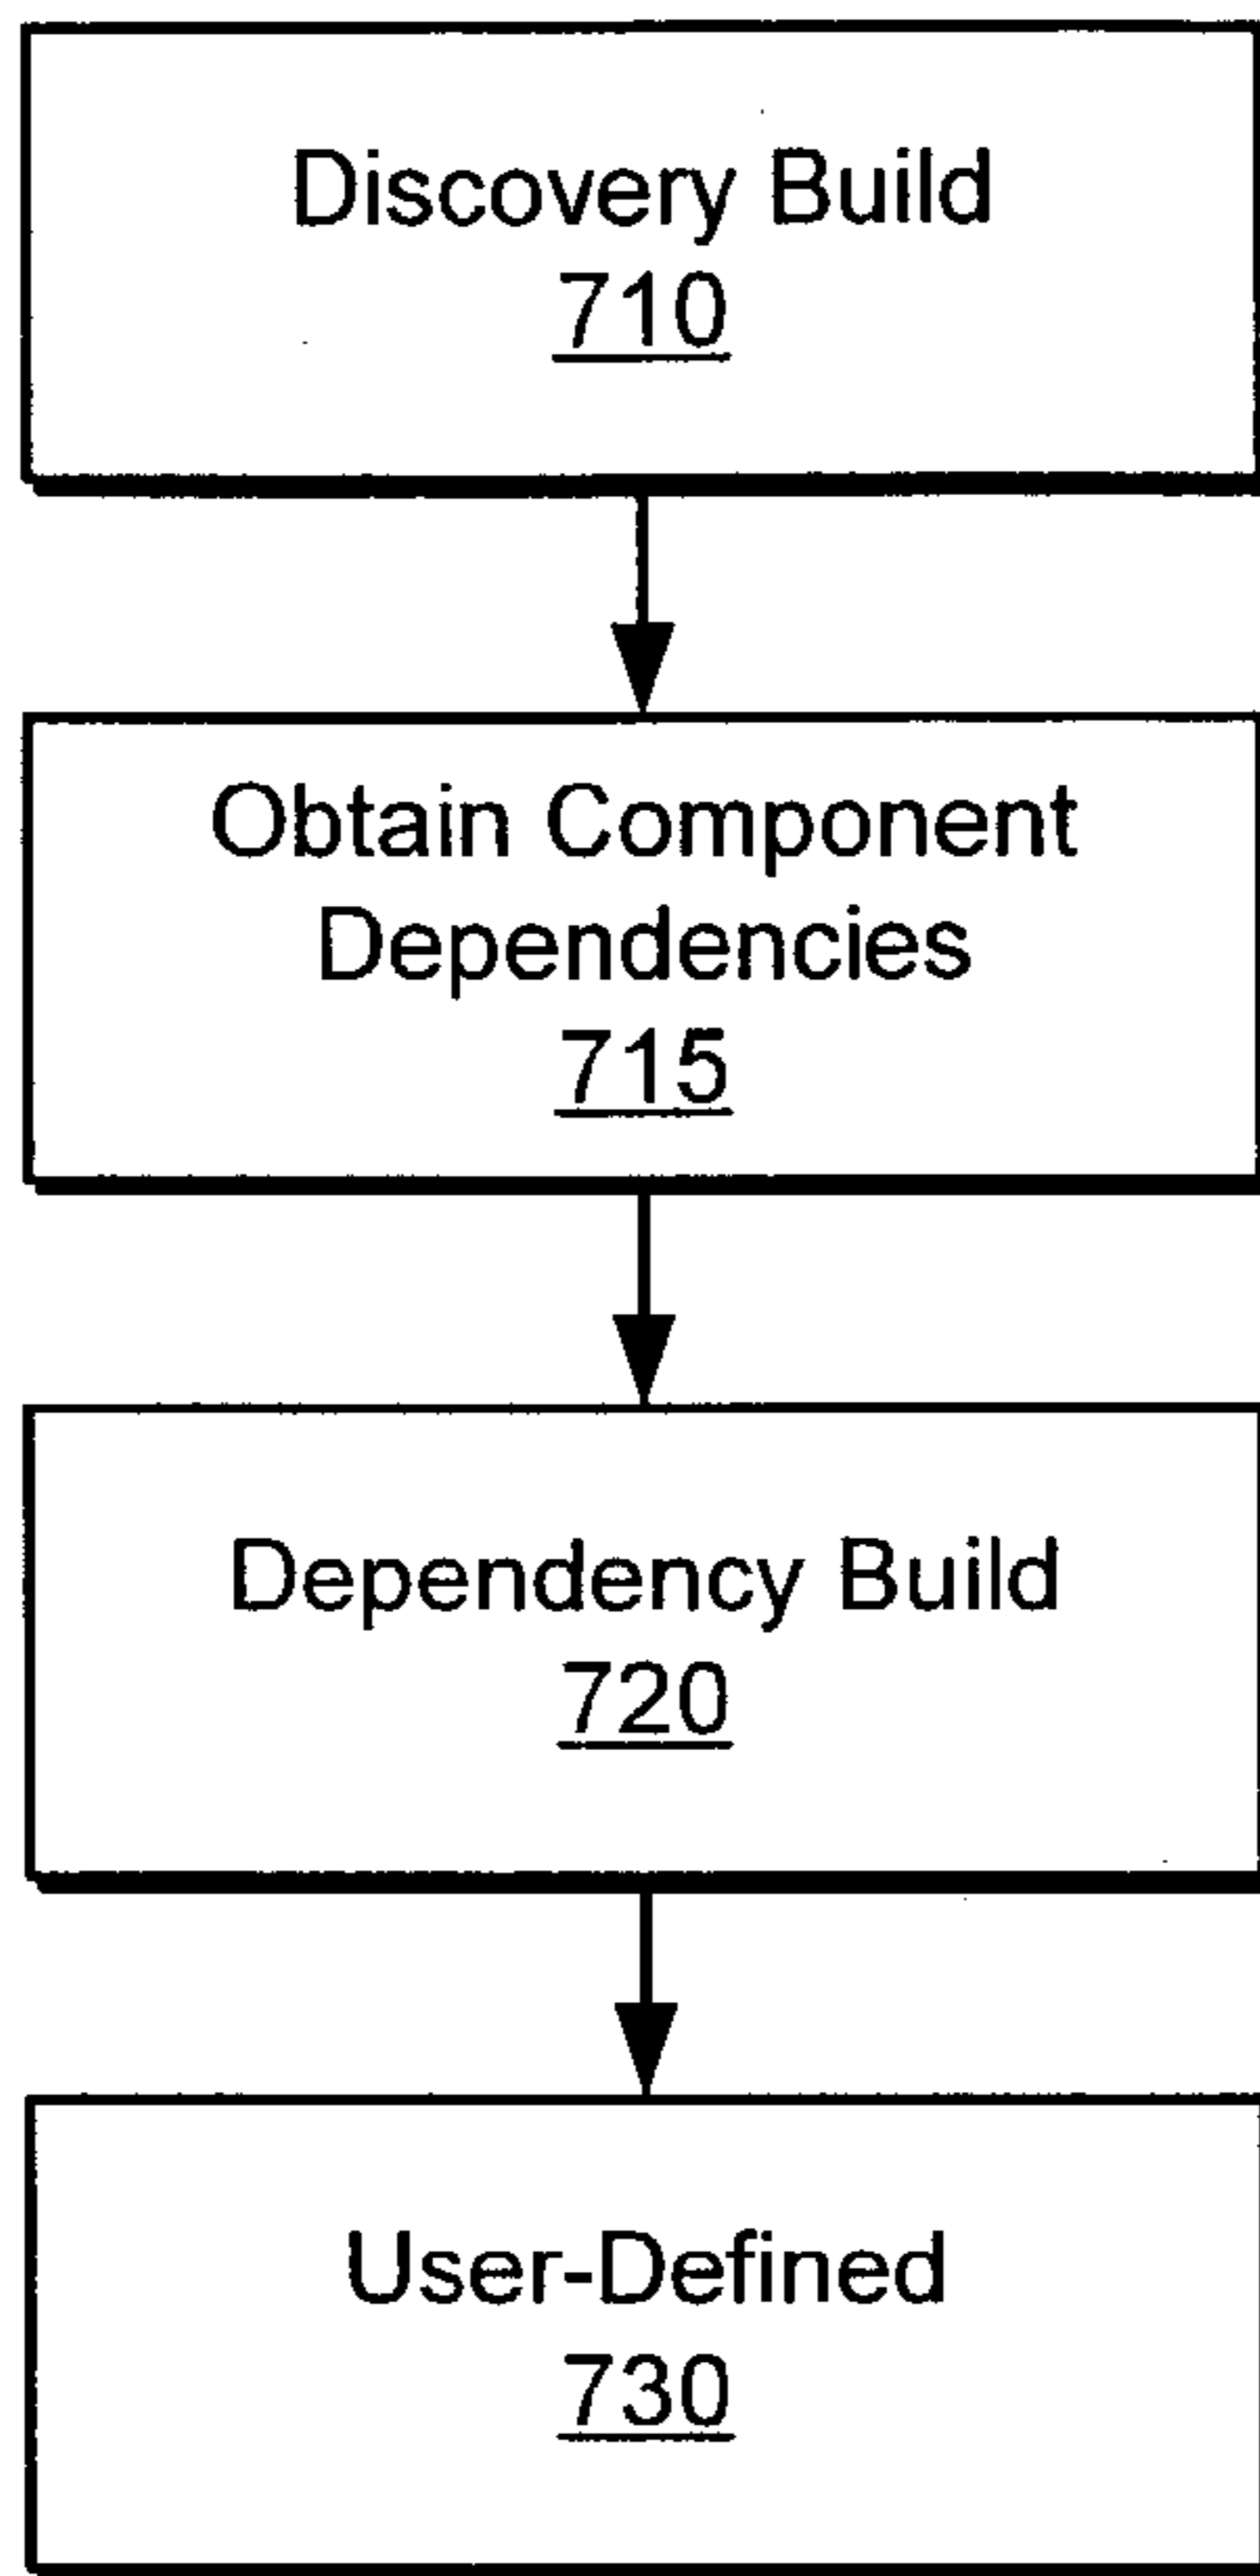 Discovery Build
710
Obtain Component
Dependencies
715
Dependency Build
720
User-Defined
730